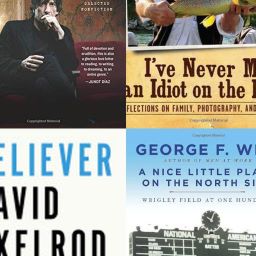 SELECTED
NONFICTION
"Full of devotion and
erudition, this is also
a glorious love letter
to reading, to writing,
to dreaming, to an
entire genre."
—JUNOT DÍAZ
I've Never M
an Idiot on the
FLECTIONS ON FAMILY, PHOTOGRAPHY, AND
ELIEVER
AVID
XELROD
GEORGE F. W
AUTHOR OF MEN AT WORK
A NICE LITTLE PLA
ON THE NORTH SI
WRIGLEY FIELD AT ONE HUND
NATIONAL
AMERICAN